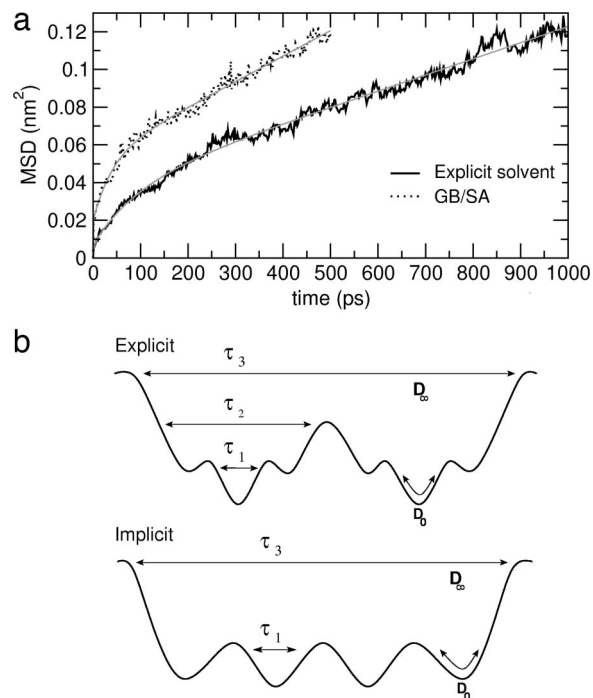 a
0.12
0.1
0.08
0.06
0.04
0.02
0
MSD (nm²)
Explicit solvent
GB/SA
0 100 200 300 400 500 600 700 800 900 1000
time (ps)
b
Explicit
τ₃
D∞
τ₂
τ₁
D₀
Implicit
τ₃
D∞
τ₁
D₀